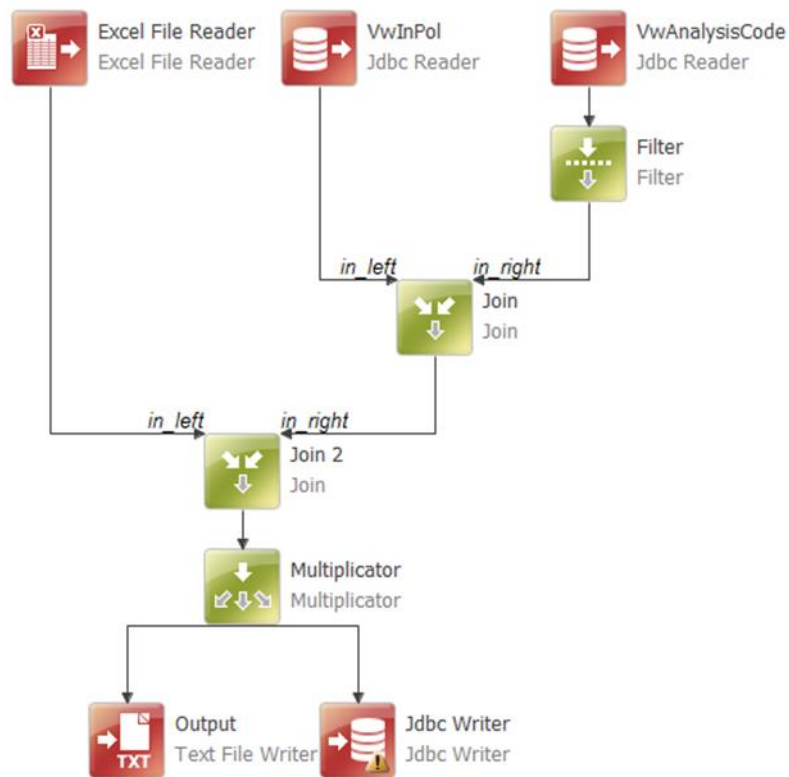 Excel File Reader
Excel File Reader
VwInPol
Jdbc Reader
VwAnalysisCode
Jdbc Reader
Filter
Filter
in_left
in_right
Join
Join
in_left
in_right
Join 2
Join
Multiplicator
Multiplicator
TXT
Output
Text File Writer
Jdbc Writer
Jdbc Writer